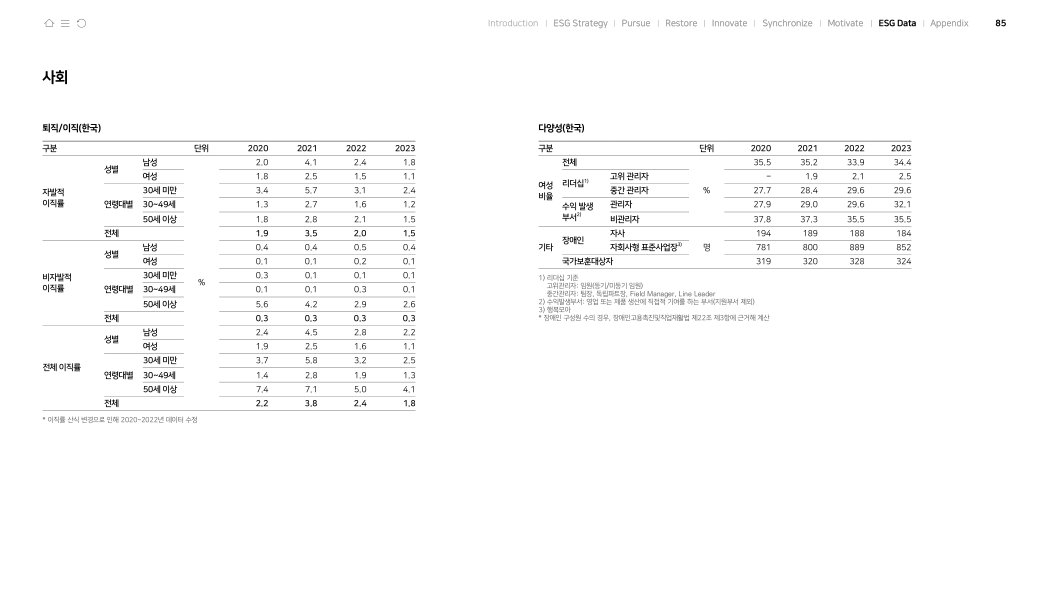 Introduction | ESG Strategy | Pursue | Restore | Innovate | Synchronize | Motivate | ESG Data | Appendix 85
사회
퇴직/이직(한국)
구분 단위 2020 2021 2022 2023
자발적 이직률 성별 남성 % 2.0 4.1 2.4 1.8
여성 1.8 2.5 1.5 1.1
연령대별 30세 미만 3.4 5.7 3.1 2.4
30~49세 1.3 2.7 1.6 1.2
50세 이상 1.8 2.8 2.1 1.5
전체 1.9 3.5 2.0 1.5
비자발적 이직률 성별 남성 0.4 0.4 0.5 0.4
여성 0.1 0.1 0.2 0.1
연령대별 30세 미만 0.3 0.1 0.1 0.1
30~49세 0.1 0.1 0.3 0.1
50세 이상 5.6 4.2 2.9 2.6
전체 0.3 0.3 0.3 0.3
전체 이직률 성별 남성 2.4 4.5 2.8 2.2
여성 1.9 2.5 1.6 1.1
연령대별 30세 미만 3.7 5.8 3.2 2.5
30~49세 1.4 2.8 1.9 1.3
50세 이상 7.4 7.1 5.0 4.1
전체 2.2 3.8 2.4 1.8
* 이직률 산식 변경으로 인해 2020~2022년 데이터 수정
다양성(한국)
구분 단위 2020 2021 2022 2023
여성 비율 전체 % 35.5 35.2 33.9 34.4
리더십1) 고위 관리자 – 1.9 2.1 2.5
중간 관리자 27.7 28.4 29.6 29.6
수익 발생 부서2) 관리자 27.9 29.0 29.6 32.1
비관리자 37.8 37.3 35.5 35.5
기타 장애인 자사 명 194 189 188 184
자회사형 표준사업장3) 781 800 889 852
국가보훈대상자 319 320 328 324
1) 리더십 기준
고위관리자: 임원(등기/미등기 임원)
중간관리자: 팀장, 독립파트장, Field Manager, Line Leader
2) 수익발생부서: 영업 또는 제품 생산에 직접적 기여를 하는 부서(지원부서 제외)
3) 행복모아
* 장애인 구성원 수의 경우, 장애인고용촉진및직업재활법 제22조 제3항에 근거해 계산